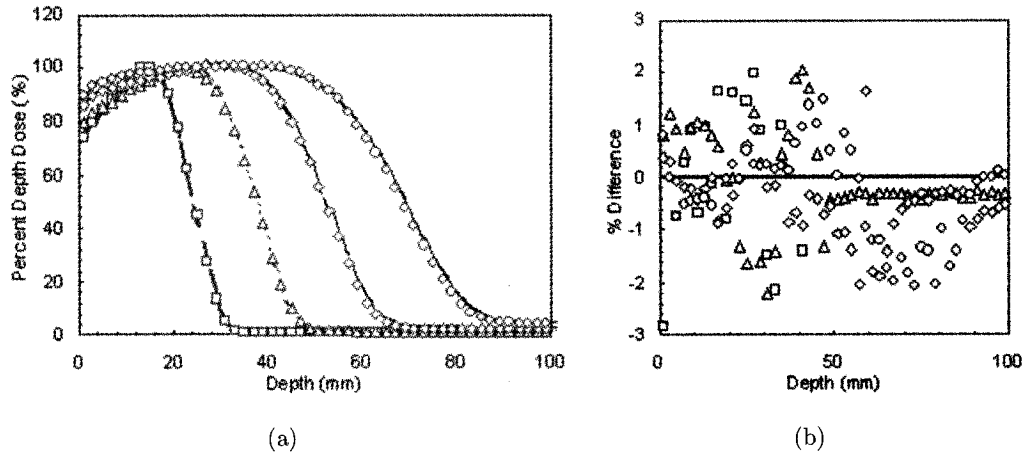 120
100
80
60
40
20
0
Percent Depth Dose (%)
0 20 40 60 80 100
Depth (mm)
(a)
3
2
1
0
-1
-2
-3
% Difference
0 50 100
Depth (mm)
(b)